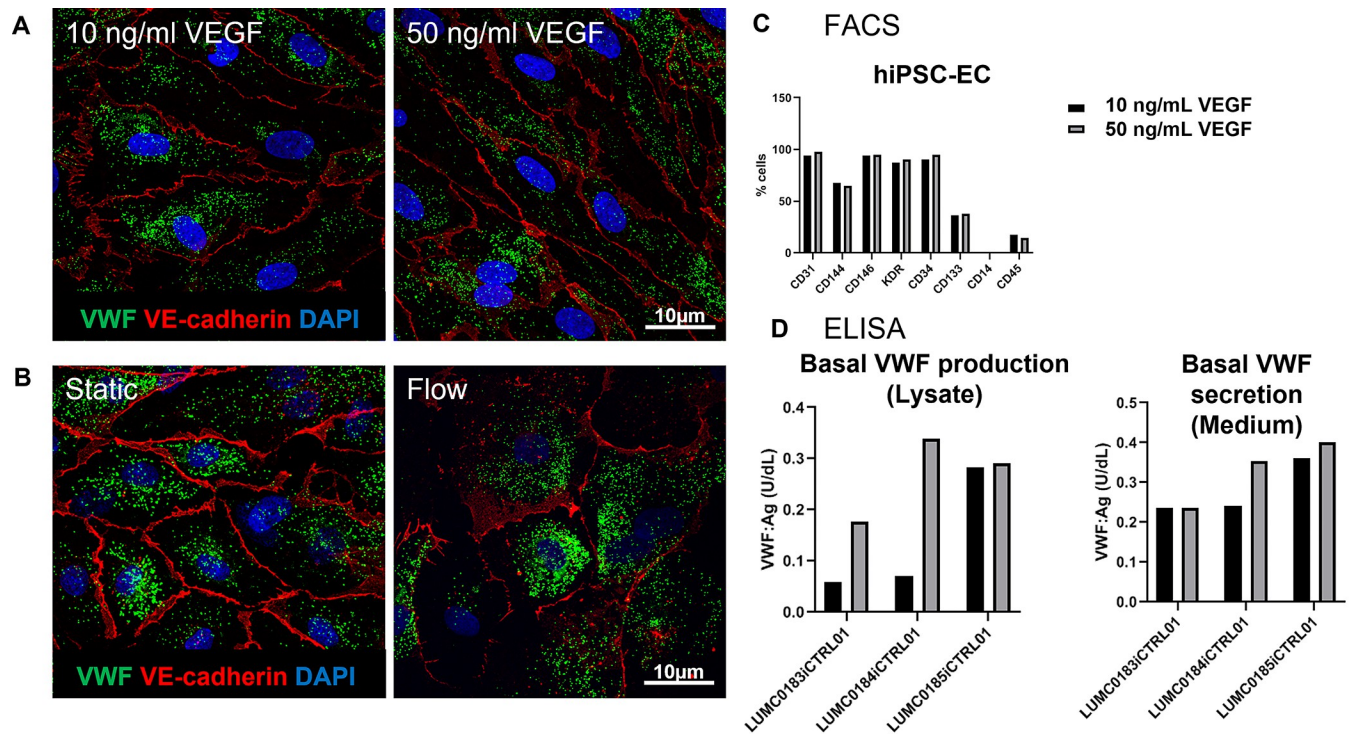 A
10 ng/ml VEGF
50 ng/ml VEGF
VWF VE-cadherin DAPI
10µm
B
Static
Flow
VWF VE-cadherin DAPI
10µm
C FACS
hiPSC-EC
10 ng/mL VEGF
50 ng/mL VEGF
% cells
150
100
50
0
CD31
CD144
CD146
KDR
CD34
CD133
CD14
CD45
D ELISA
Basal VWF production
(Lysate)
VWF:Ag (U/dL)
0.4
0.3
0.2
0.1
0.0
LUMC0183iCTRL01
LUMC0184iCTRL01
LUMC0185iCTRL01
Basal VWF
secretion
(Medium)
VWF:Ag (U/dL)
0.5
0.4
0.3
0.2
0.1
0.0
LUMC0183iCTRL01
LUMC0184iCTRL01
LUMC0185iCTRL01